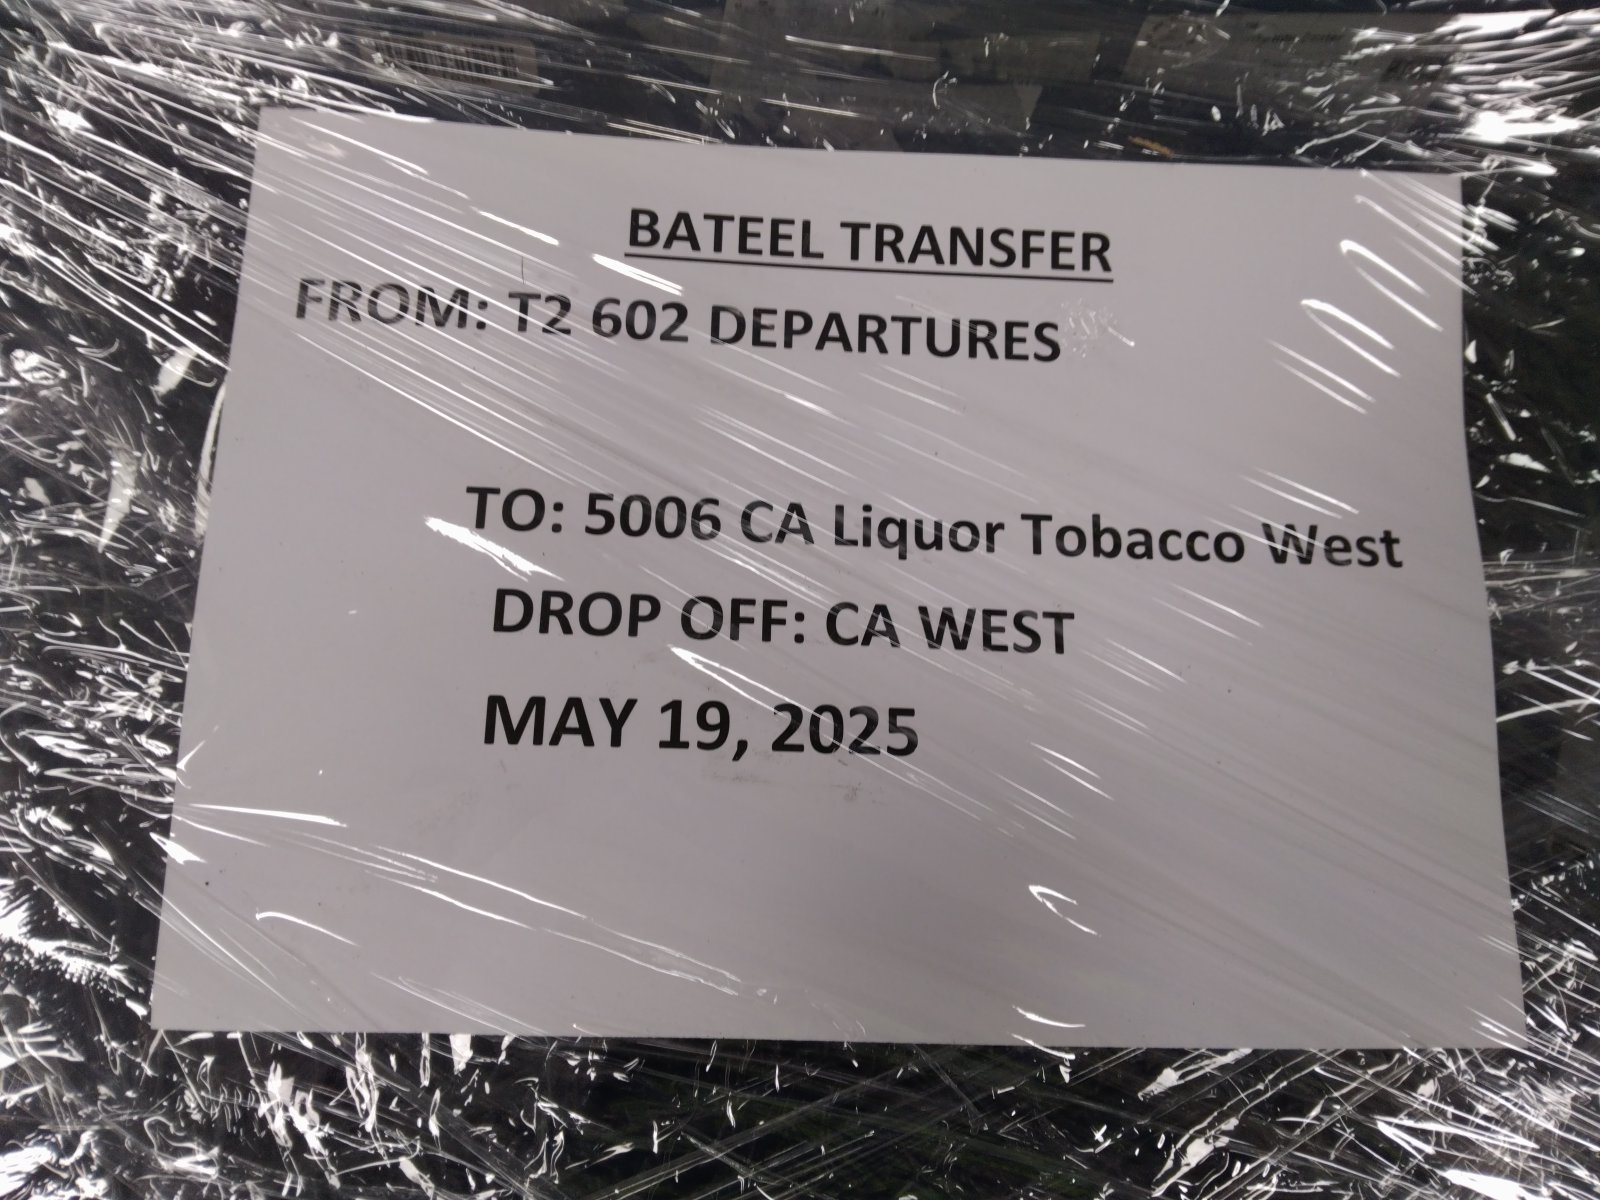 BATEEL TRANSFER
FROM: T2 602 DEPARTURES
TO: 5006 CA Liquor Tobacco West
DROP OFF: CA WEST
MAY 19, 2025